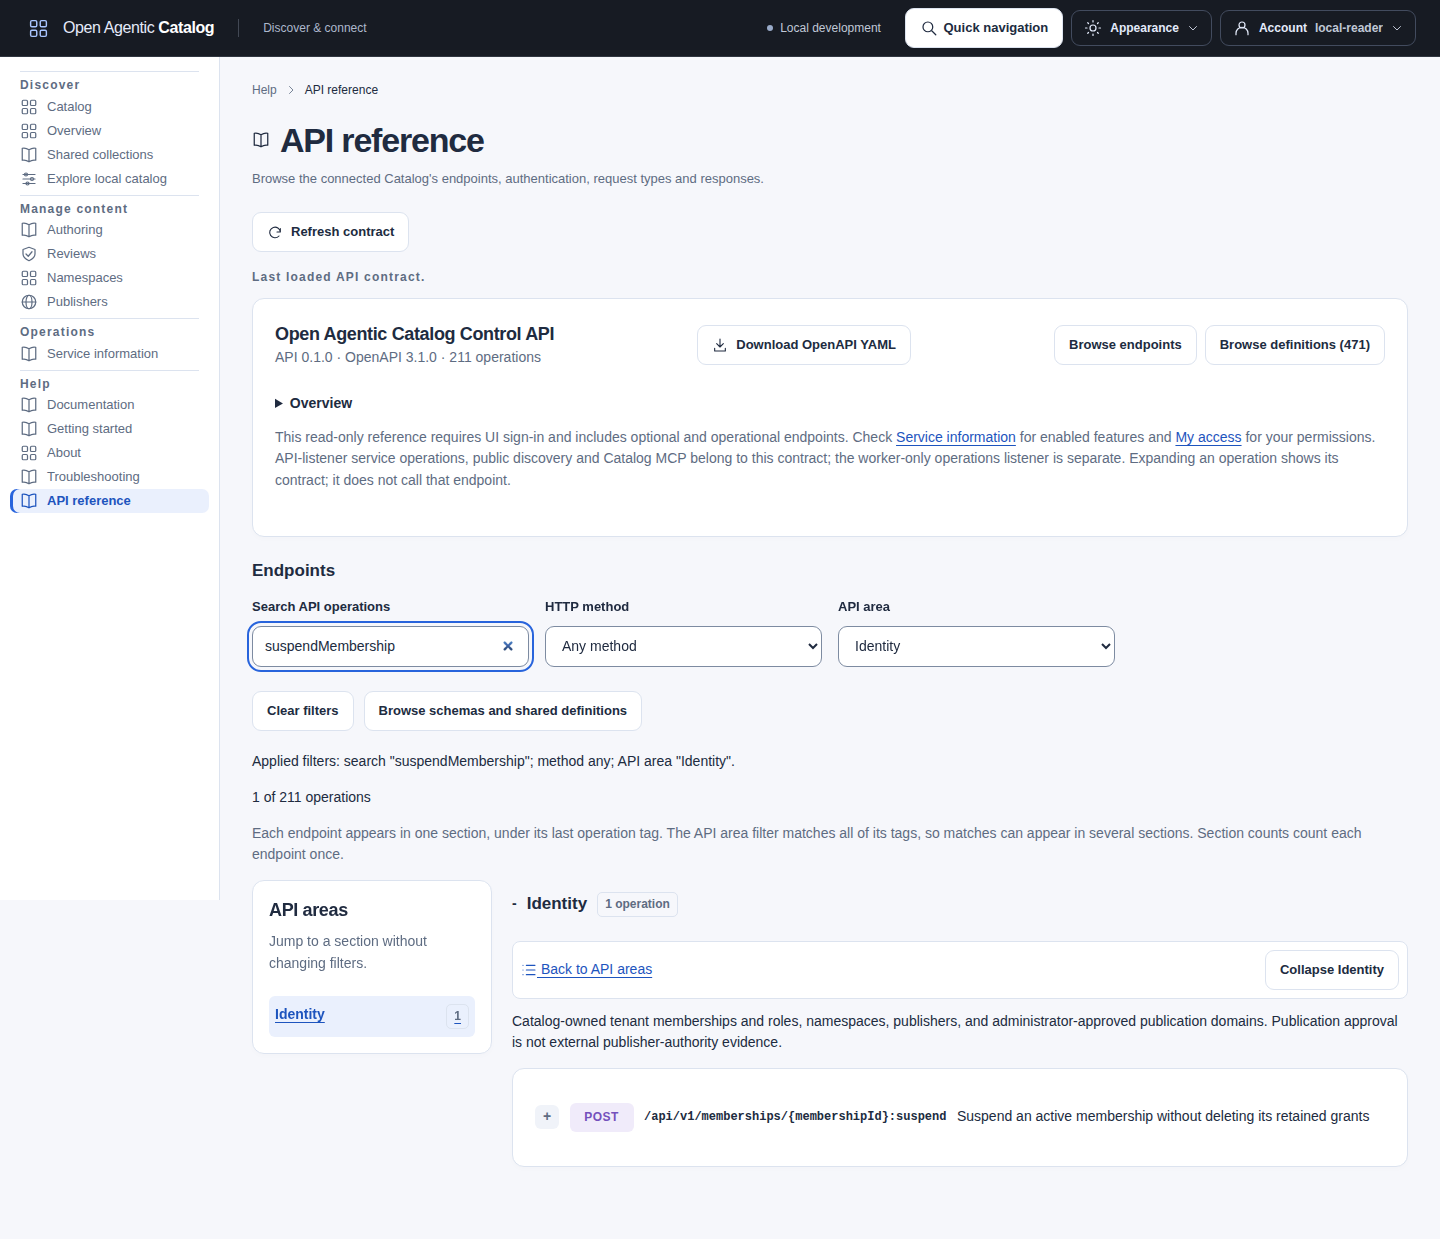 Open Agentic Catalog
Discover & connect
Local development
Quick navigation
Appearance
Account local-reader
Discover
Catalog
Overview
Shared collections
Explore local catalog
Manage content
Authoring
Reviews
Namespaces
Publishers
Operations
Service information
Help
Documentation
Getting started
About
Troubleshooting
API reference
Help > API reference
API reference
Browse the connected Catalog's endpoints, authentication, request types and responses.
Refresh contract
Last loaded API contract.
Open Agentic Catalog Control API
API 0.1.0 · OpenAPI 3.1.0 · 211 operations
Download OpenAPI YAML
Browse endpoints
Browse definitions (471)
Overview
This read-only reference requires UI sign-in and includes optional and operational endpoints. Check Service information for enabled features and My access for your permissions.
API-listener service operations, public discovery and Catalog MCP belong to this contract; the worker-only operations listener is separate. Expanding an operation shows its
contract; it does not call that endpoint.
Endpoints
Search API operations
HTTP method
API area
suspendMembership
Any method
Identity
Clear filters
Browse schemas and shared definitions
Applied filters: search "suspendMembership"; method any; API area "Identity".
1 of 211 operations
Each endpoint appears in one section, under its last operation tag. The API area filter matches all of its tags, so matches can appear in several sections. Section counts count each
endpoint once.
API areas
Jump to a section without
changing filters.
Identity 1
- Identity 1 operation
Back to API areas
Collapse Identity
Catalog-owned tenant memberships and roles, namespaces, publishers, and administrator-approved publication domains. Publication approval
is not external publisher-authority evidence.
+ POST /api/v1/memberships/{membershipId}:suspend Suspend an active membership without deleting its retained grants